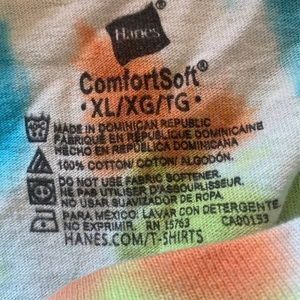 Hanes
ComfortSoft®
• XL/XG/TG •
MADE IN DOMINICAN REPUBLIC
FABRIQUÉ EN RÉPUBLIQUE DOMINICAINE
HECHO EN REPÚBLICA DOMINICANA
100% COTTON/ COTON/ ALGODÓN.
DO NOT USE FABRIC SOFTENER.
NE PAS UTILISER D'ASSOUPLISSEUR.
NO USAR SUAVIZADOR DE ROPA.
PARA MÉXICO: LAVAR CON DETERGENTE
NO EXPRIMIR. RN 15763 CA00153
HANES.COM/T-SHIRTS